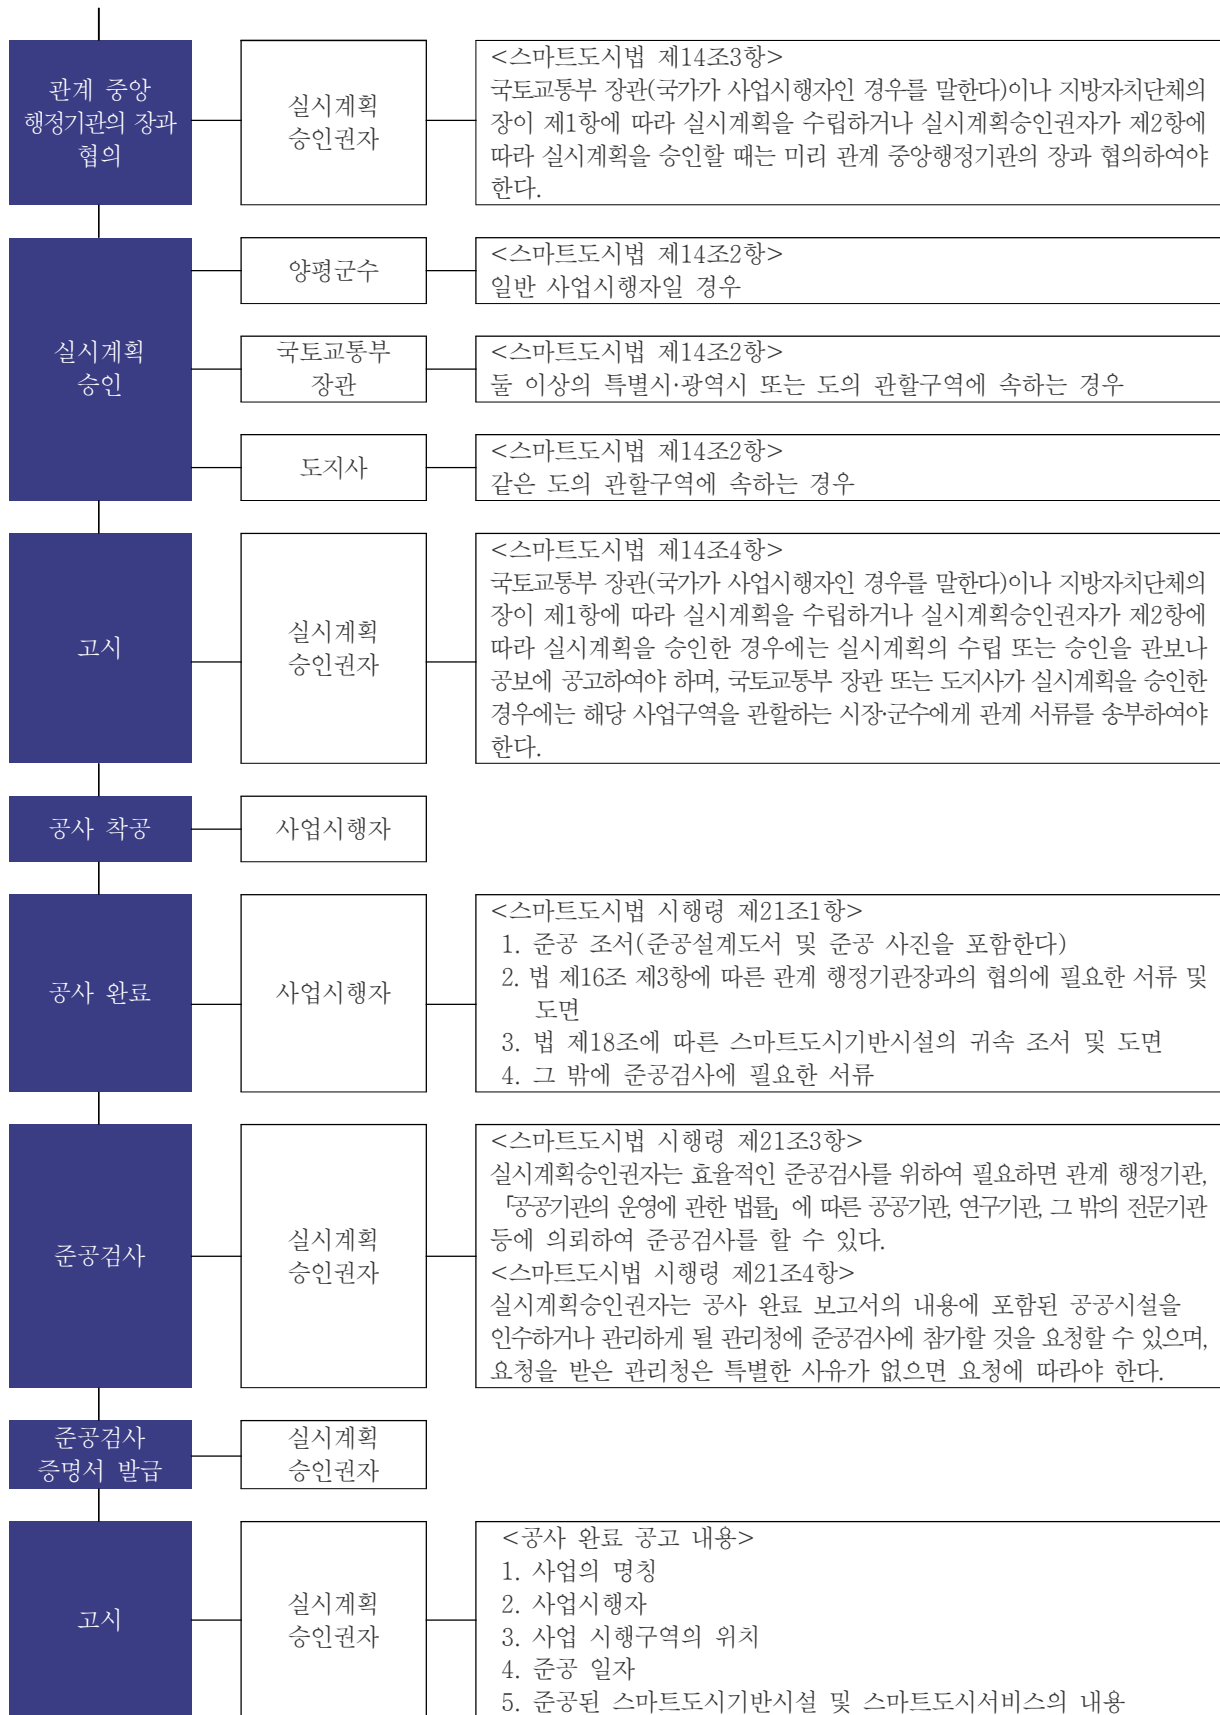 관계 중앙
행정기관의 장과
협의
실시계획
승인권자
<스마트도시법 제14조3항>
국토교통부 장관(국가가 사업시행자인 경우를 말한다)이나 지방자치단체의
장이 제1항에 따라 실시계획을 수립하거나 실시계획승인권자가 제2항에
따라 실시계획을 승인할 때는 미리 관계 중앙행정기관의 장과 협의하여야
한다.
실시계획
승인
양평군수
<스마트도시법 제14조2항>
일반 사업시행자일 경우
국토교통부
장관
<스마트도시법 제14조2항>
둘 이상의 특별시·광역시 또는 도의 관할구역에 속하는 경우
도지사
<스마트도시법 제14조2항>
같은 도의 관할구역에 속하는 경우
고시
실시계획
승인권자
<스마트도시법 제14조4항>
국토교통부 장관(국가가 사업시행자인 경우를 말한다)이나 지방자치단체의
장이 제1항에 따라 실시계획을 수립하거나 실시계획승인권자가 제2항에
따라 실시계획을 승인한 경우에는 실시계획의 수립 또는 승인을 관보나
공보에 공고하여야 하며, 국토교통부 장관 또는 도지사가 실시계획을 승인한
경우에는 해당 사업구역을 관할하는 시장·군수에게 관계 서류를 송부하여야
한다.
공사 착공
사업시행자
공사 완료
사업시행자
<스마트도시법 시행령 제21조1항>
1. 준공 조서(준공설계도서 및 준공 사진을 포함한다)
2. 법 제16조 제3항에 따른 관계 행정기관장과의 협의에 필요한 서류 및
도면
3. 법 제18조에 따른 스마트도시기반시설의 귀속 조서 및 도면
4. 그 밖에 준공검사에 필요한 서류
준공검사
실시계획
승인권자
<스마트도시법 시행령 제21조3항>
실시계획승인권자는 효율적인 준공검사를 위하여 필요하면 관계 행정기관,
「공공기관의 운영에 관한 법률」에 따른 공공기관, 연구기관, 그 밖의 전문기관
등에 의뢰하여 준공검사를 할 수 있다.
<스마트도시법 시행령 제21조4항>
실시계획승인권자는 공사 완료 보고서의 내용에 포함된 공공시설을
인수하거나 관리하게 될 관리청에 준공검사에 참가할 것을 요청할 수 있으며,
요청을 받은 관리청은 특별한 사유가 없으면 요청에 따라야 한다.
준공검사
증명서 발급
실시계획
승인권자
고시
실시계획
승인권자
<공사 완료 공고 내용>
1. 사업의 명칭
2. 사업시행자
3. 사업 시행구역의 위치
4. 준공 일자
5. 준공된 스마트도시기반시설 및 스마트도시서비스의 내용